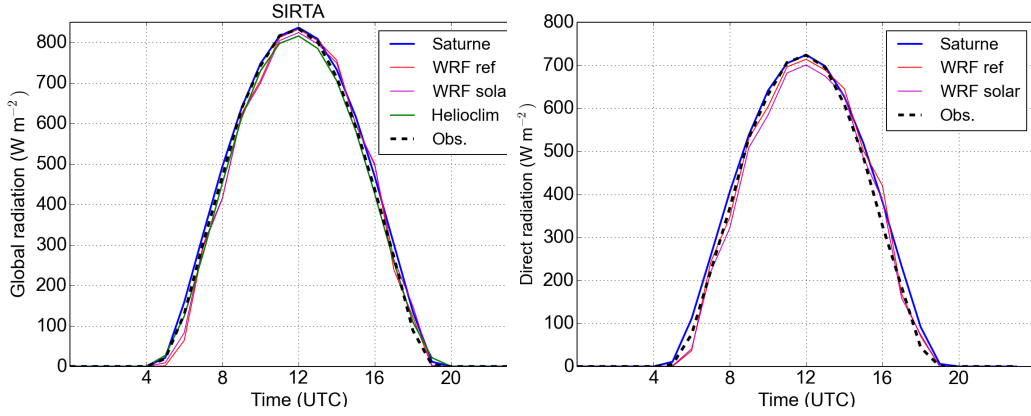 SIRTA
800
700
600
500
400
300
200
100
0
Global radiation (W m⁻²)
4 8 12 16 20
Time (UTC)
Saturne
WRF ref
WRF solar
Helioclim
Obs.
800
700
600
500
400
300
200
100
0
Direct radiation (W m⁻²)
4 8 12 16 20
Time (UTC)
Saturne
WRF ref
WRF solar
Obs.